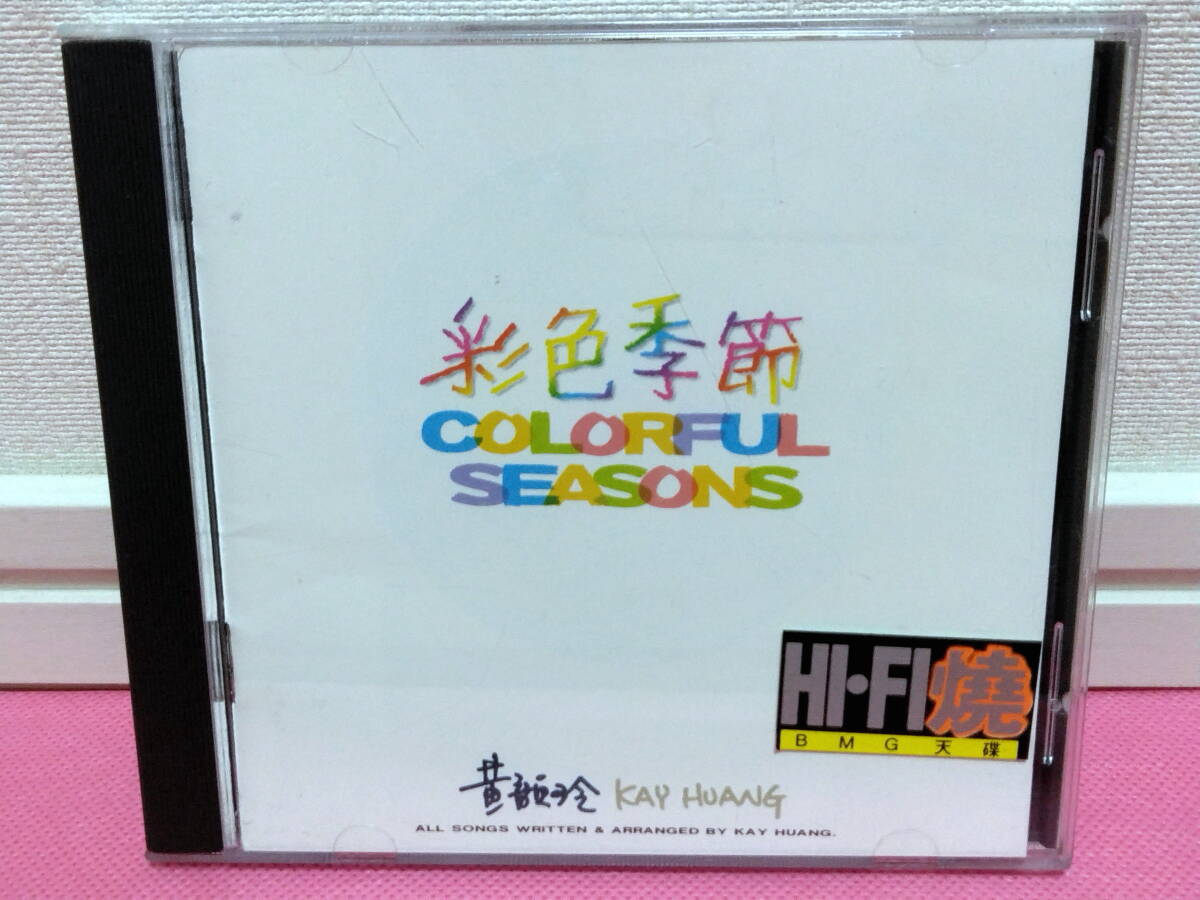 彩色季節
COLORFUL
SEASONS
HI·FI燒
BMG天碟
黃韻玲 KAY HUANG
ALL SONGS WRITTEN & ARRANGED BY KAY HUANG.